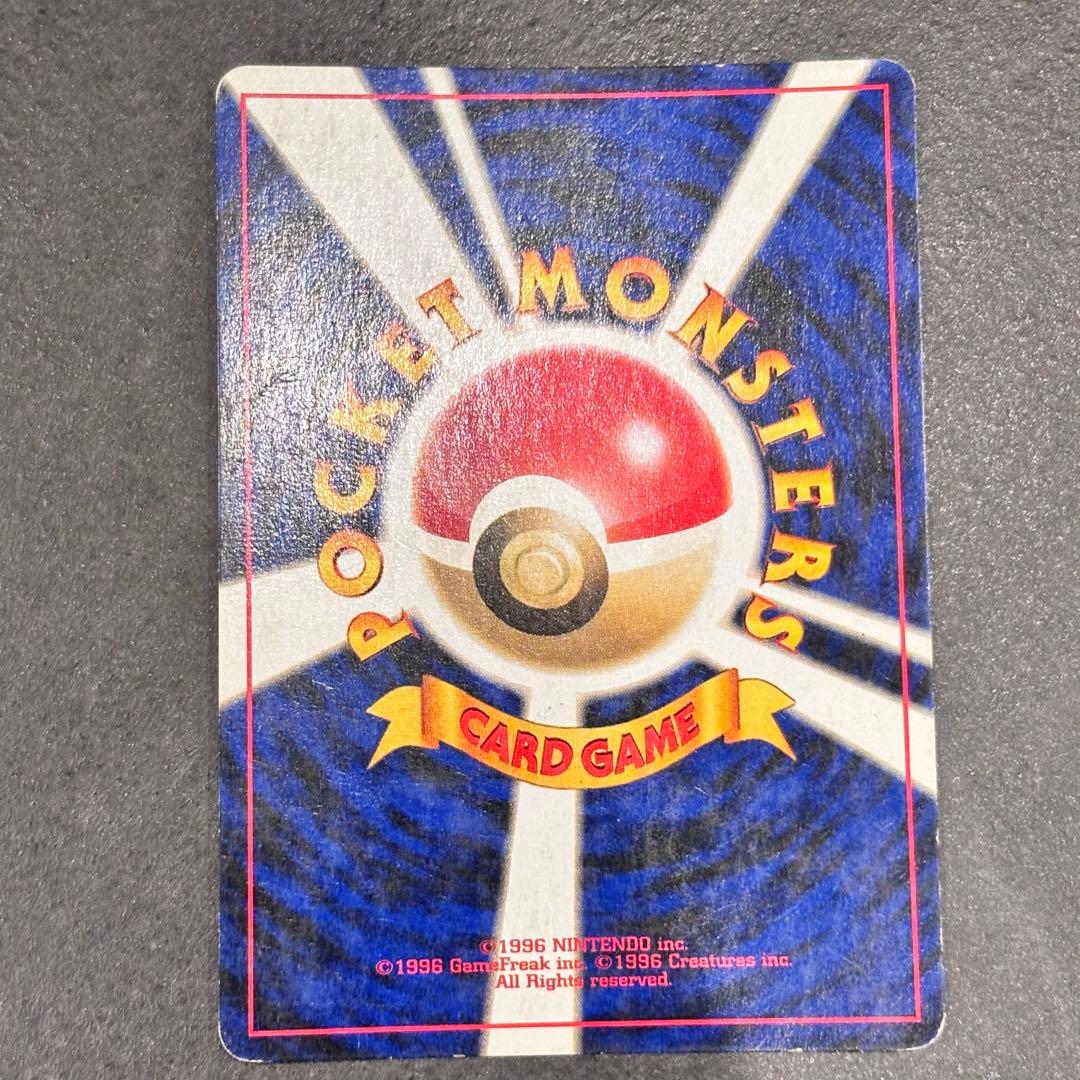 POCKET MONSTERS
CARD GAME
©1996 NINTENDO inc.
©1996 GameFreak inc. ©1996 Creatures inc.
All Rights reserved.